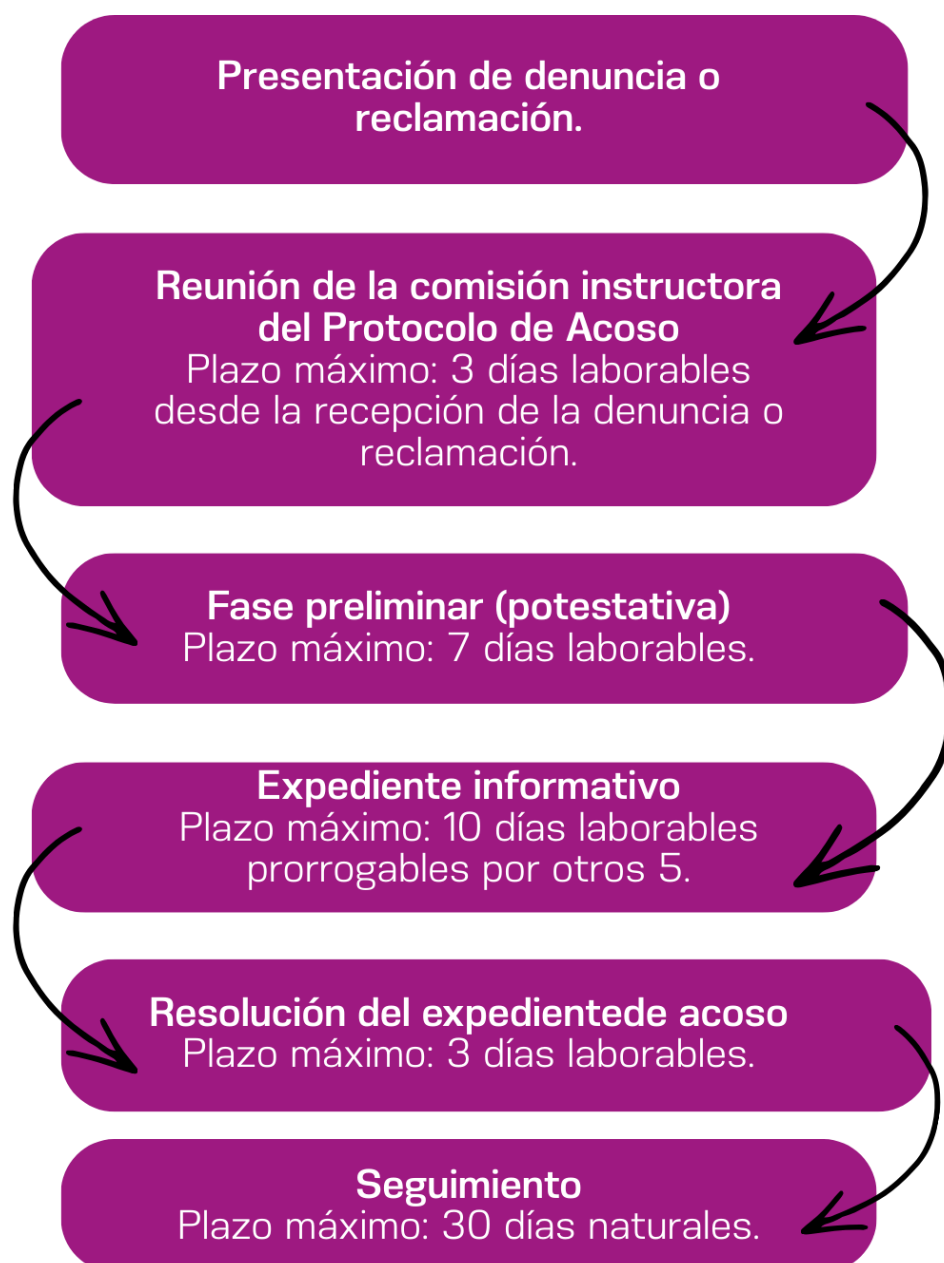 Presentación de denuncia o
reclamación.
Reunión de la comisión instructora
del Protocolo de Acoso
Plazo máximo: 3 días laborables
desde la recepción de la denuncia o
reclamación.
Fase preliminar (potestativa)
Plazo máximo: 7 días laborables.
Expediente informativo
Plazo máximo: 10 días laborables
prorrogables por otros 5.
Resolución del expedientede acoso
Plazo máximo: 3 días laborables.
Seguimiento
Plazo máximo: 30 días naturales.